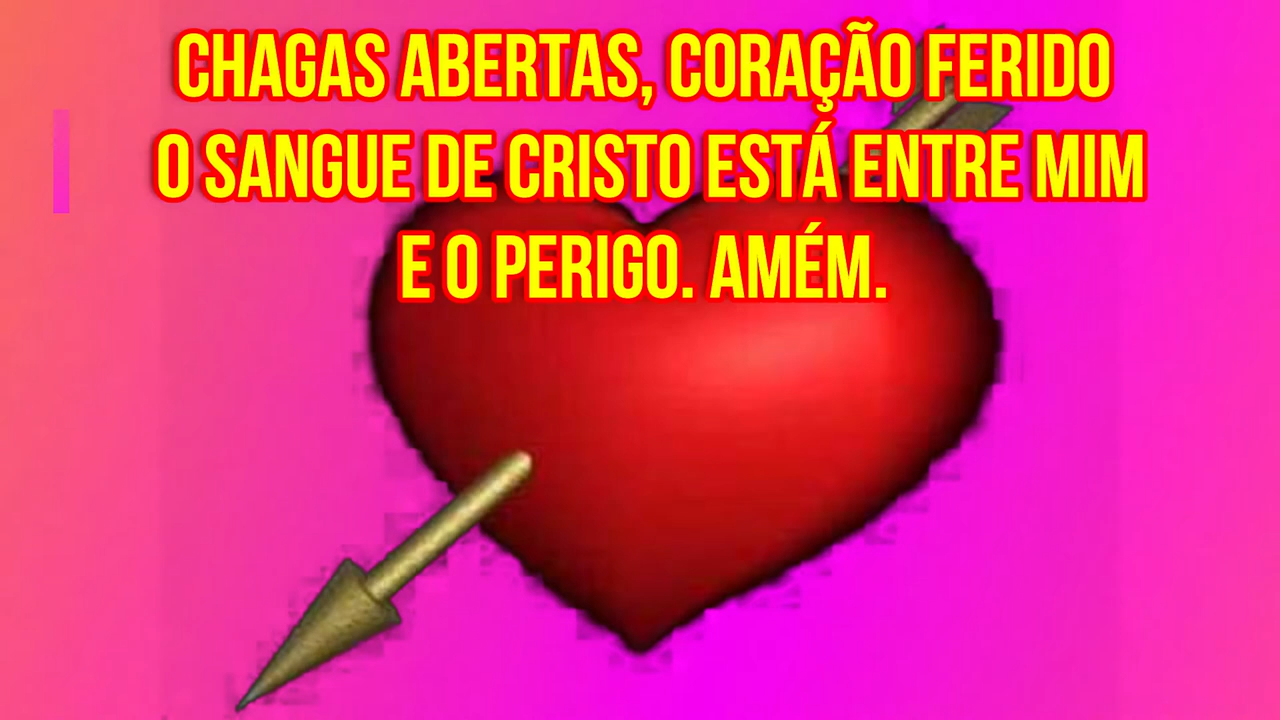 CHAGAS ABERTAS, CORAÇÃO FERIDO
O SANGUE DE CRISTO ESTÁ ENTRE MIM
E O PERIGO. AMÉM.